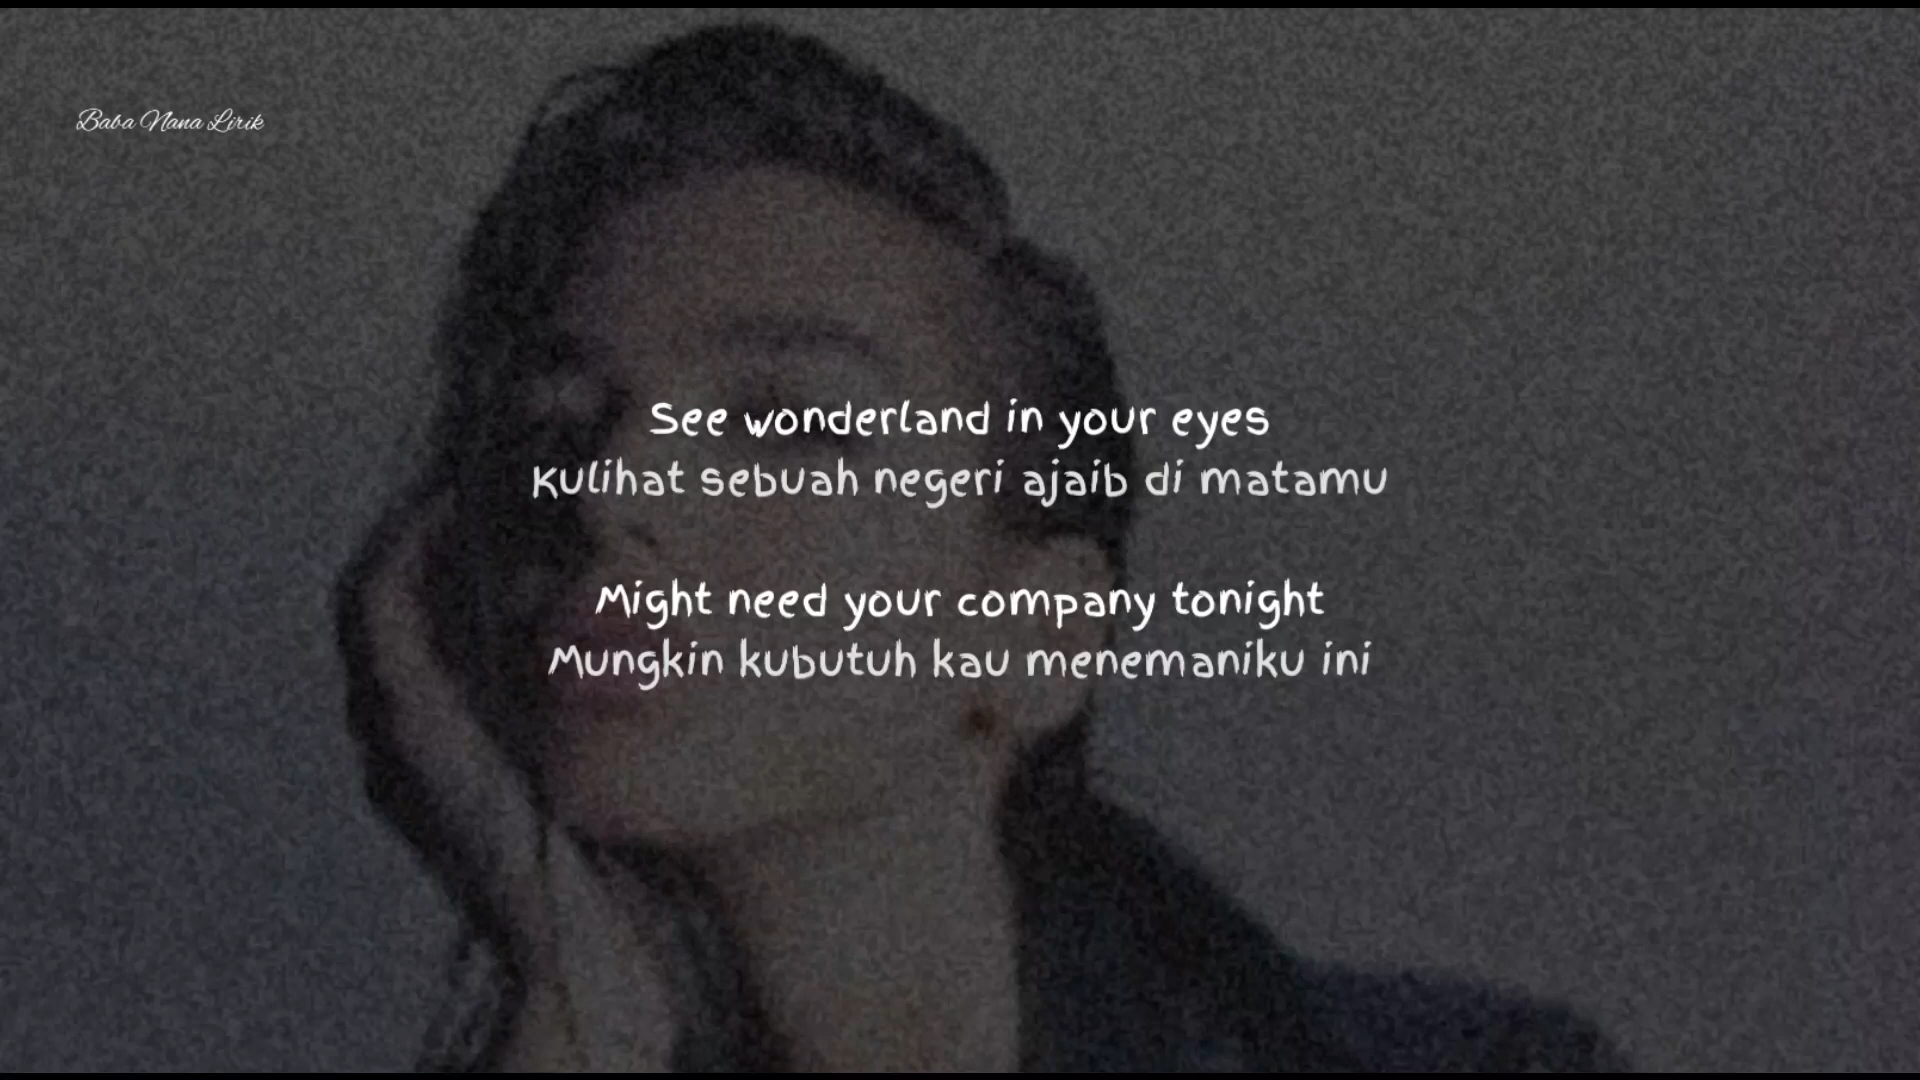 Baba Nana Lirik
See wonderland in your eyes
Kulihat sebuah negeri ajaib di matamu
Might need your company tonight
Mungkin kubutuh kau menemaniku ini